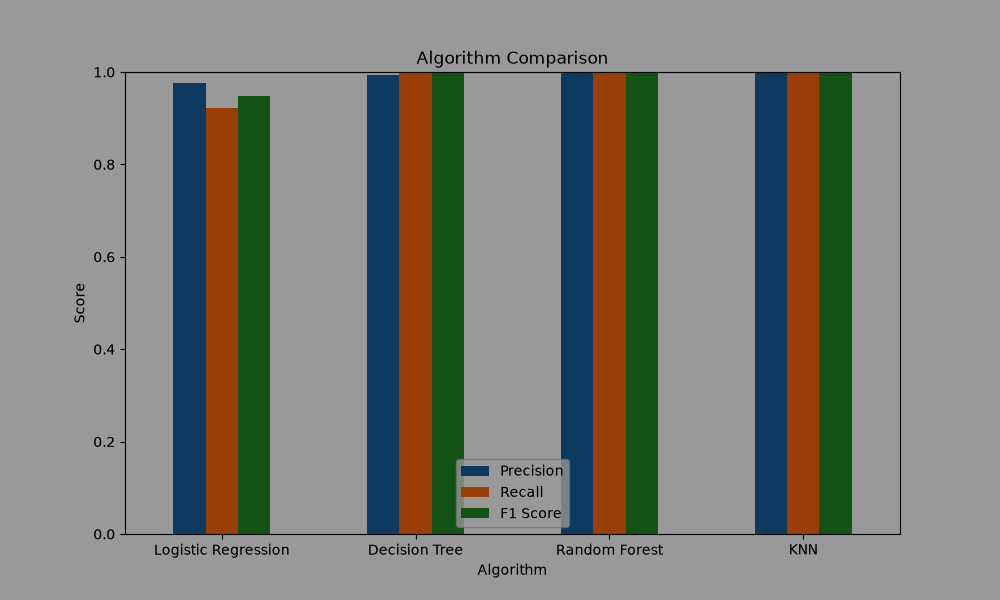 Algorithm Comparison
1.0
0.8
0.6
0.4
0.2
0.0
Score
Precision
Recall
F1 Score
Logistic Regression
Decision Tree
Random Forest
KNN
Algorithm